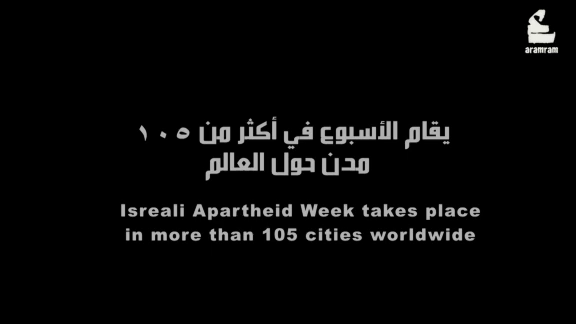 aramram
يقام الأسبوع في أكثر من ١٠٥
مدن حول العالم
Isreali Apartheid Week takes place
in more than 105 cities worldwide